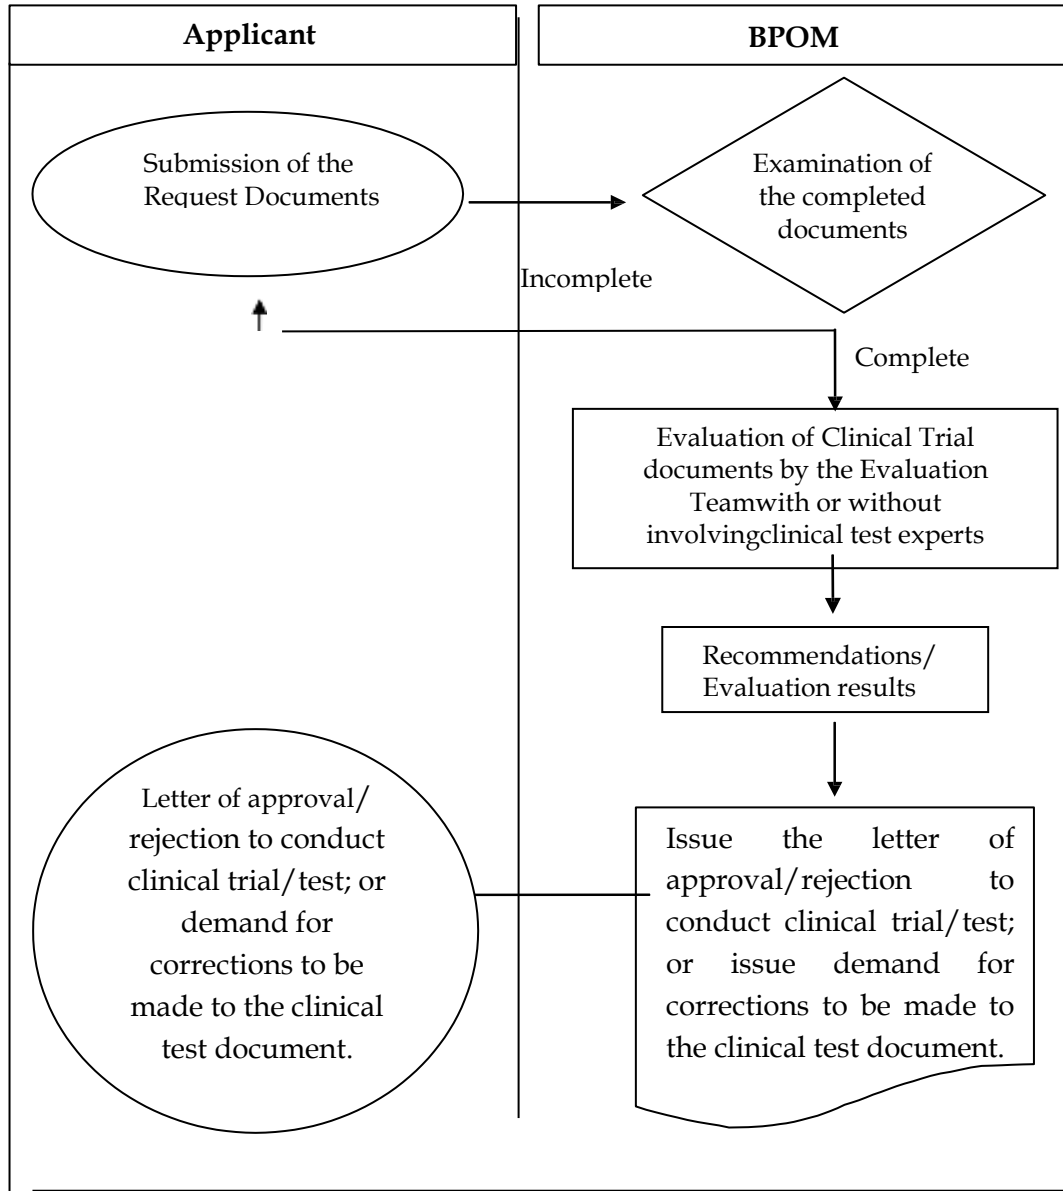 Applicant
BPOM
Submission of the
Request Documents
Examination of
the completed
documents
Incomplete
Complete
Evaluation of Clinical Trial
documents by the Evaluation
Teamwith or without
involvingclinical test experts
Recommendations/
Evaluation results
Letter of approval/
rejection to conduct
clinical trial/test; or
demand for
corrections to be
made to the clinical
test document.
Issue the letter of
approval/rejection to
conduct clinical trial/test;
or issue demand for
corrections to be made to
the clinical test document.